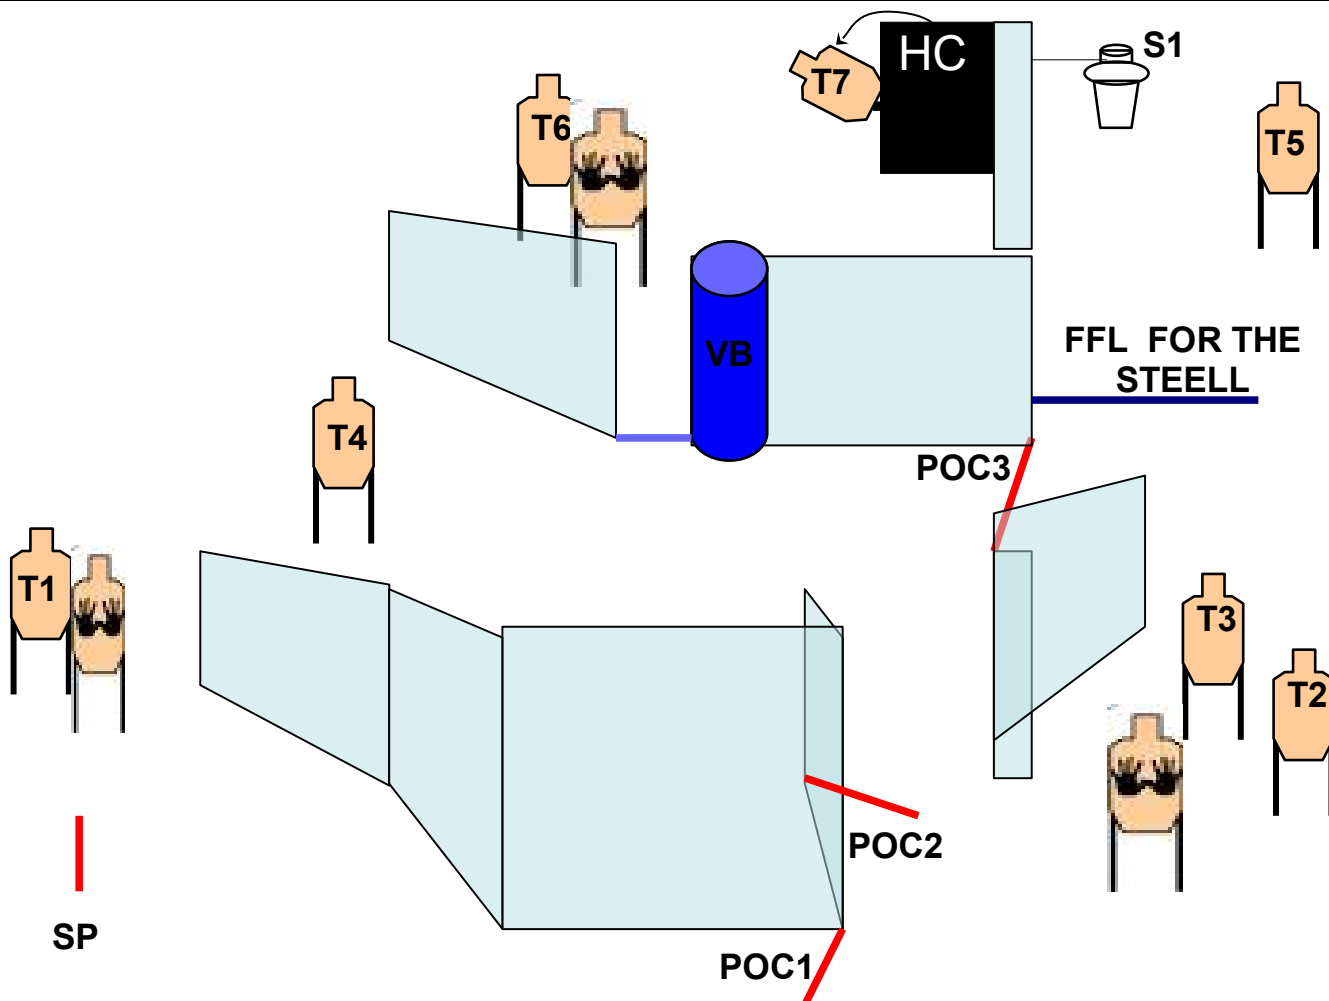 HC
S1
T7
T6
T5
FFL FOR THE
STEELL
VB
T4
POC3
T1
T3
T2
POC2
SP
POC1